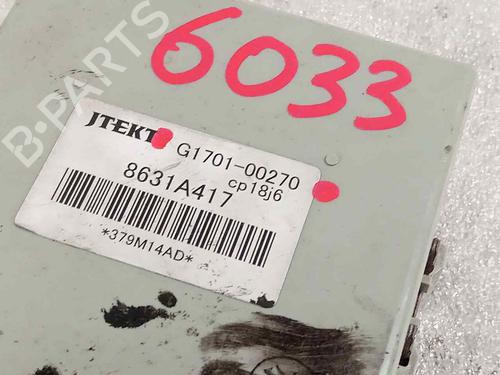 6033
B-PARTS
JTEKT G1701-00270
cp18j6
8631A417
*379M14AD*